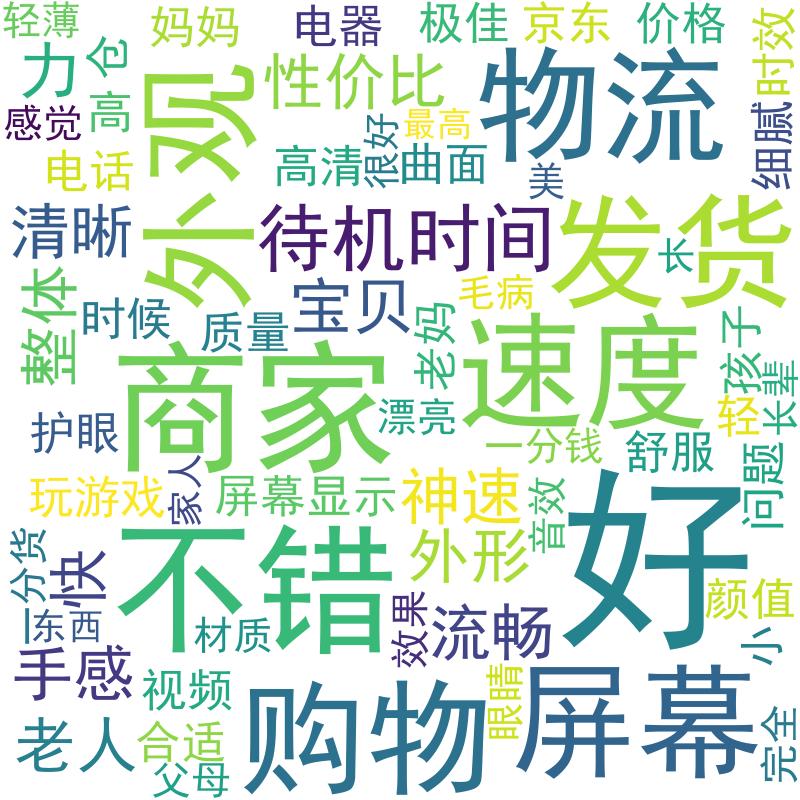 轻薄
妈妈
电器
极佳
京东
价格
时效
力
仓
外观
性价比
物流
感觉
高
很好
最高
细腻
电话
高清
曲面
美
清晰
待机时间
发货
长
整体
时候
质量
宝贝
毛病
老妈
速度
孩子
商家
漂亮
长辈
护眼
一分钱
舒服
轻
问题
玩游戏
家人
屏幕显示
神速
音效
好
一分货
快
不错
外形
颜值
东西
材质
效果
流畅
小
手感
视频
购物
眼睛
屏幕
老人
合适
父母
完全